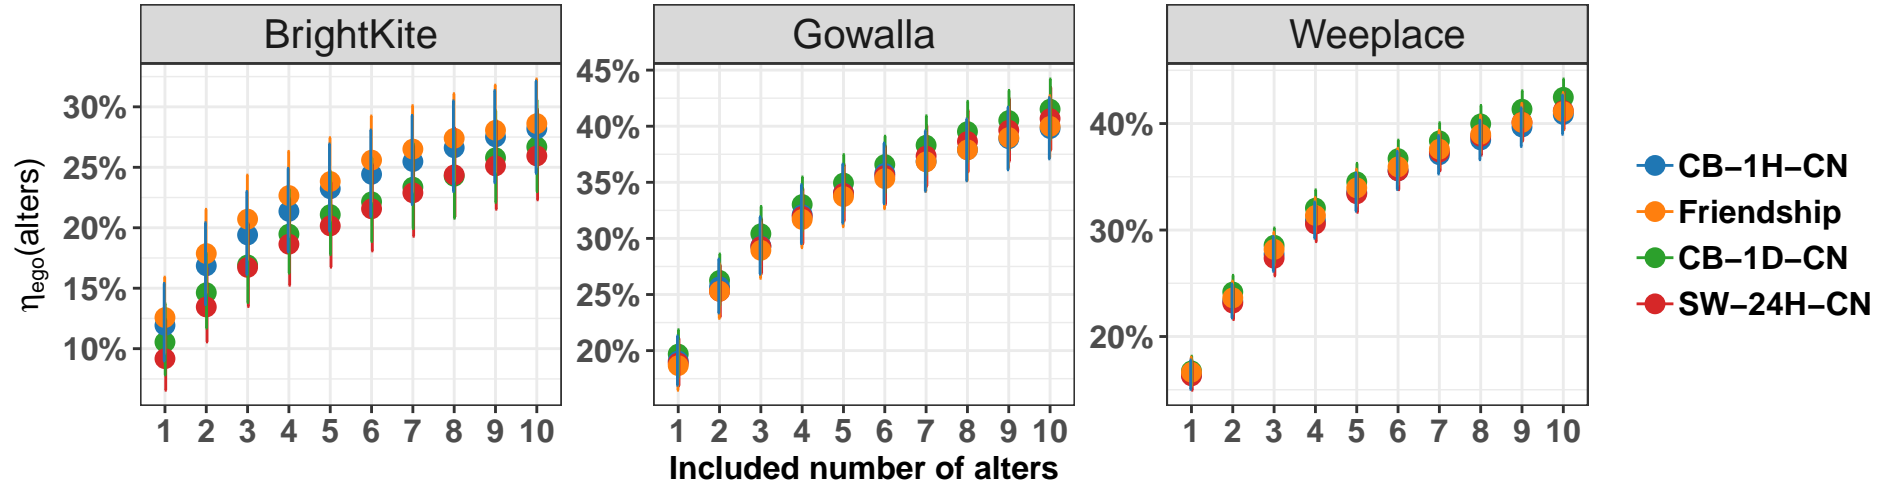 BrightKite
Gowalla
Weeplace
η_ego(alters)
30%
25%
20%
15%
10%
1 2 3 4 5 6 7 8 9 10
45%
40%
35%
30%
25%
20%
1 2 3 4 5 6 7 8 9 10
40%
30%
20%
1 2 3 4 5 6 7 8 9 10
Included number of alters
CB−1H−CN
Friendship
CB−1D−CN
SW−24H−CN